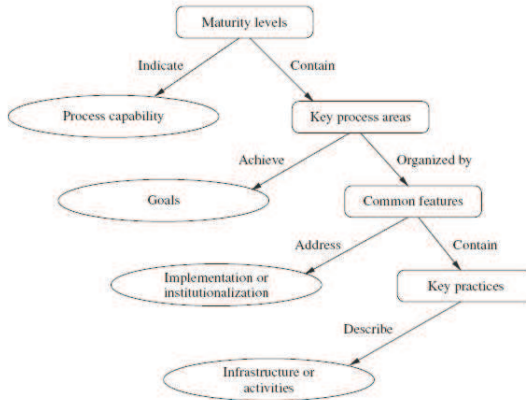 Maturity levels
Indicate
Contain
Process capability
Key process areas
Achieve
Organized by
Goals
Common features
Address
Contain
Implementation or
institutionalization
Key practices
Describe
Infrastructure or
activities